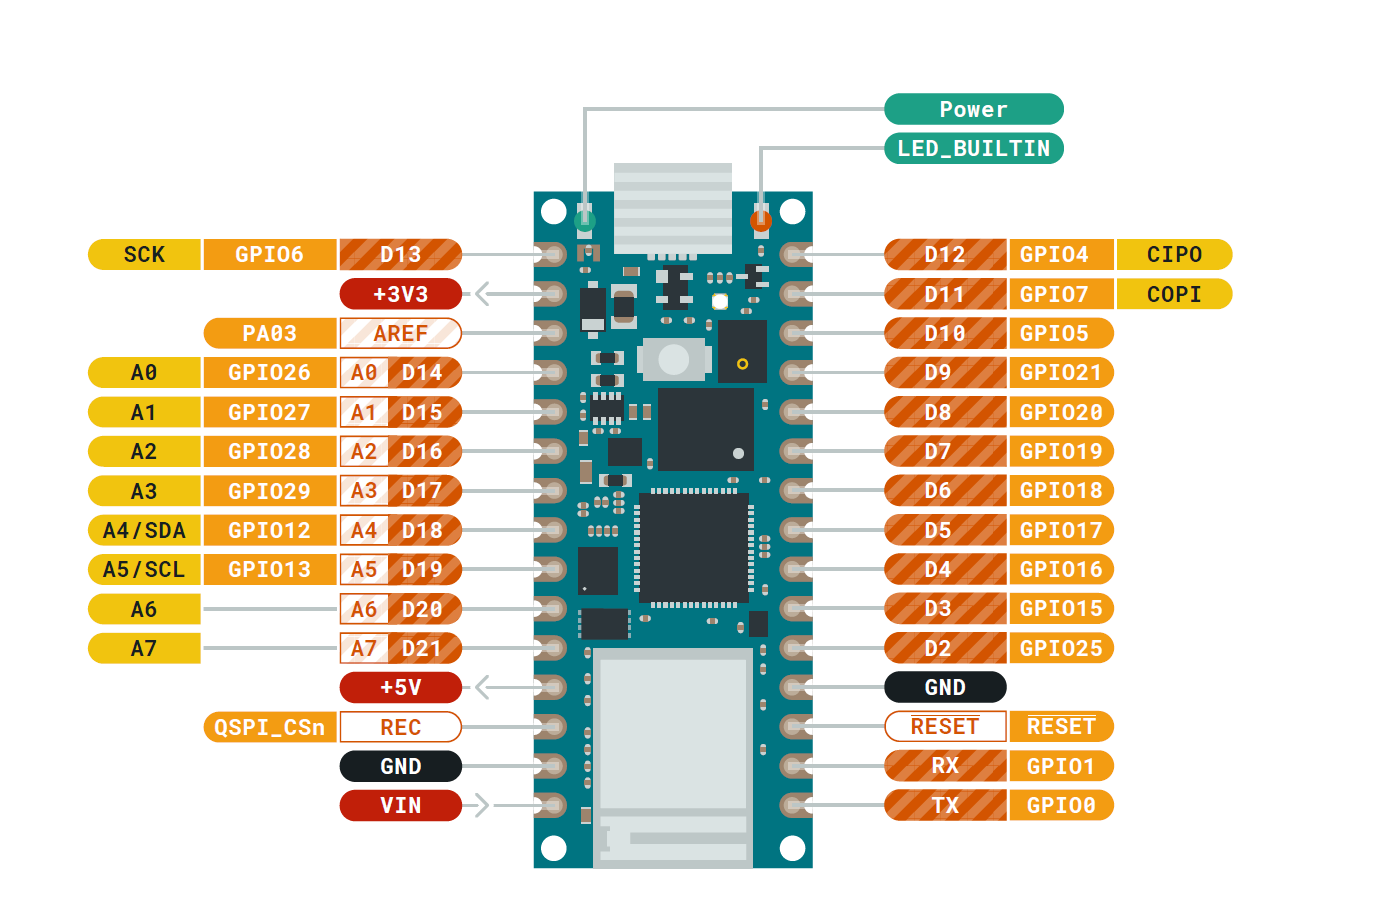 Power
LED_BUILTIN
SCK GPIO6 D13 D12 GPIO4 CIPO
+3V3 D11 GPIO7 COPI
PA03 AREF D10 GPIO5
A0 GPIO26 A0 D14 D9 GPIO21
A1 GPIO27 A1 D15 D8 GPIO20
A2 GPIO28 A2 D16 D7 GPIO19
A3 GPIO29 A3 D17 D6 GPIO18
A4/SDA GPIO12 A4 D18 D5 GPIO17
A5/SCL GPIO13 A5 D19 D4 GPIO16
A6 A6 D20 D3 GPIO15
A7 A7 D21 D2 GPIO25
+5V GND
QSPI_CSn REC RESET RESET
GND RX GPIO1
VIN TX GPIO0